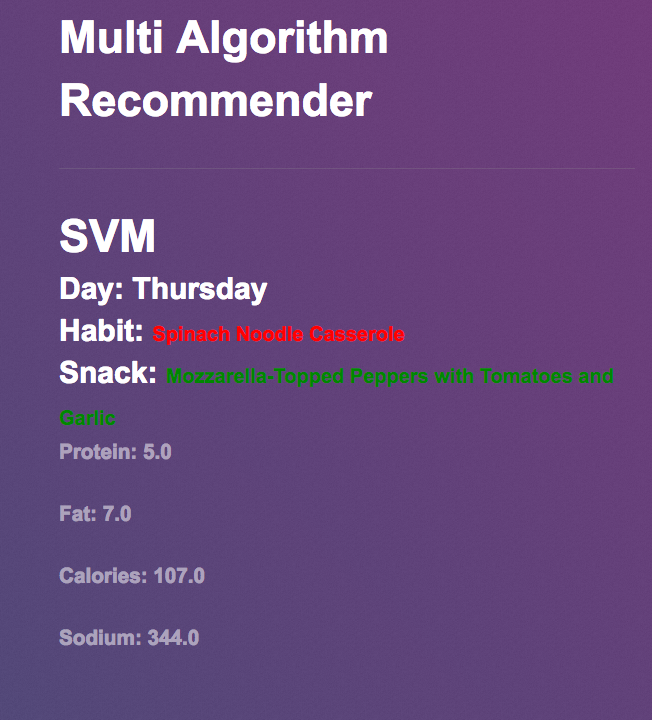 Multi Algorithm
Recommender
SVM
Day: Thursday
Habit: Spinach Noodle Casserole
Snack: Mozzarella-Topped Peppers with Tomatoes and
Garlic
Protein: 5.0
Fat: 7.0
Calories: 107.0
Sodium: 344.0